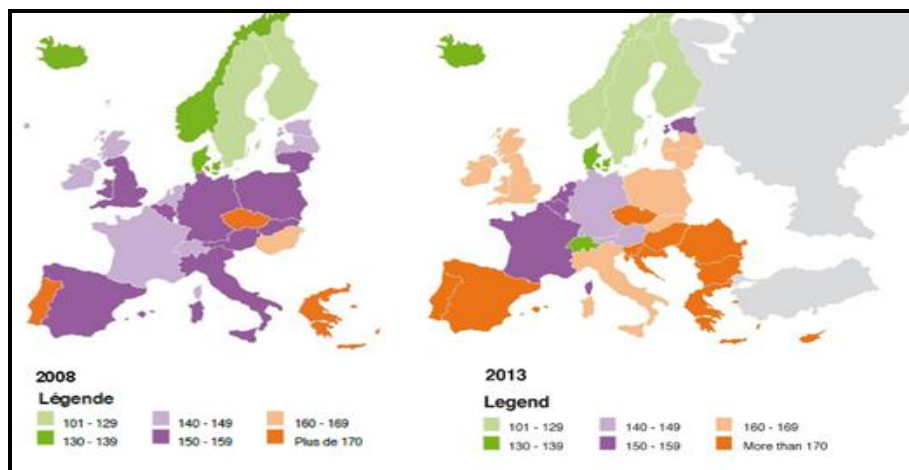 2008
Légende
101 - 129
140 - 149
160 - 169
130 - 139
150 - 159
Plus de 170
2013
Legend
101 - 129
140 - 149
160 - 169
130 - 139
150 - 159
More than 170